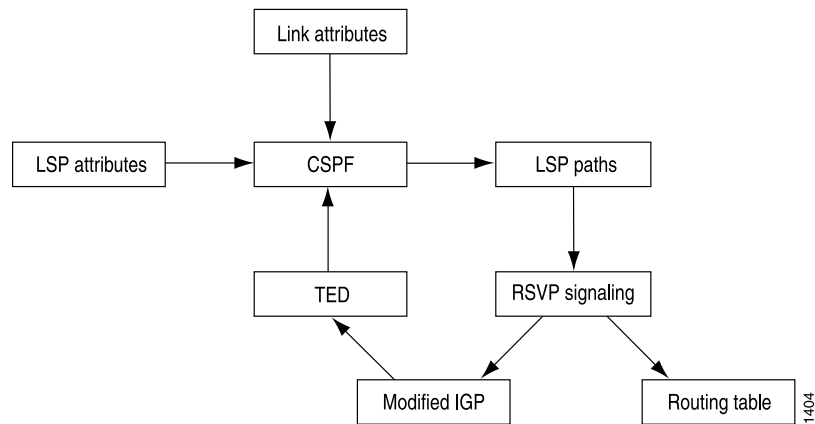 Link attributes
LSP attributes
CSPF
LSP paths
TED
RSVP signaling
Modified IGP
Routing table
1404